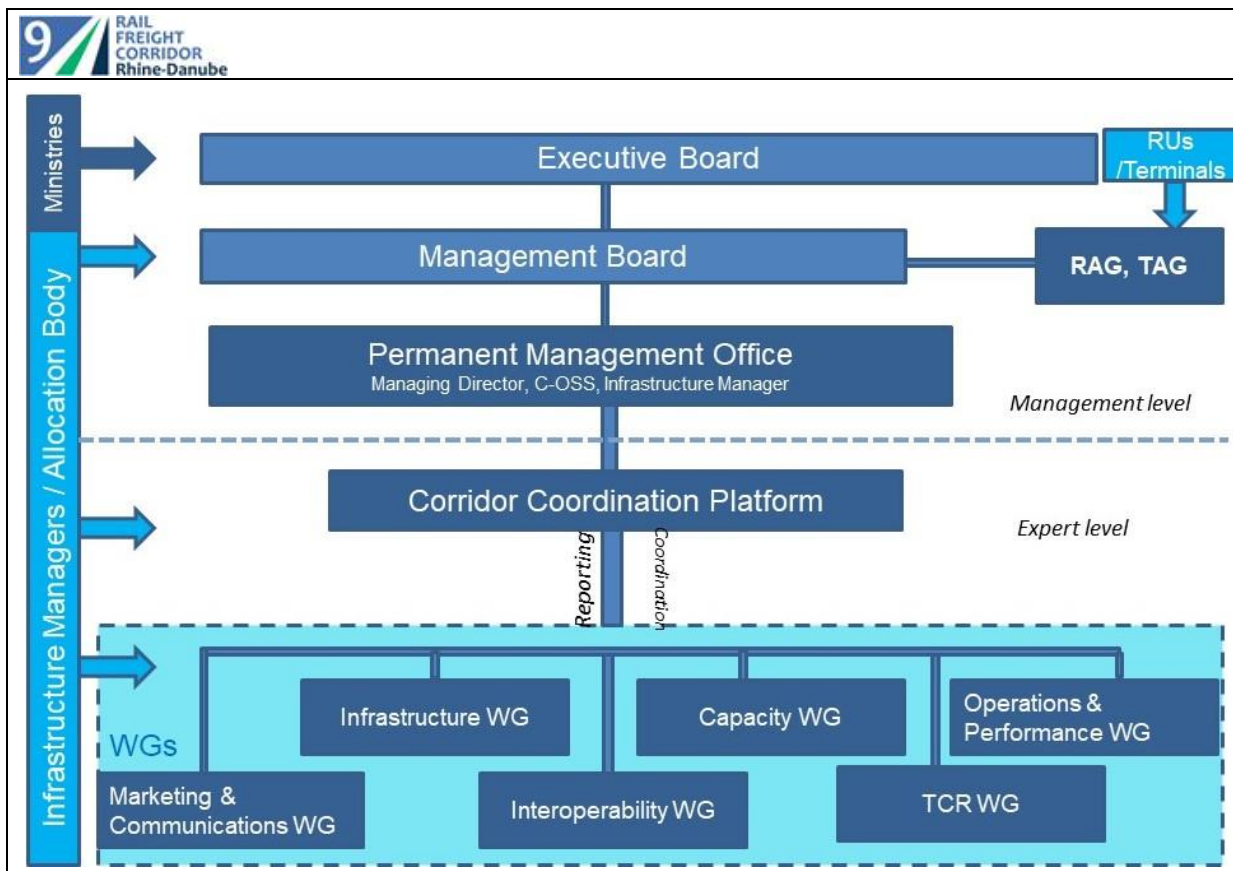 9
RAIL
FREIGHT
CORRIDOR
Rhine-Danube
Ministries
Infrastructure Managers / Allocation Body
Executive Board
RUs
/Terminals
Management Board
RAG, TAG
Permanent Management Office
Managing Director, C-OSS, Infrastructure Manager
Management level
Corridor Coordination Platform
Expert level
Reporting
Coordination
WGs
Infrastructure WG
Capacity WG
Operations &
Performance WG
Marketing &
Communications WG
Interoperability WG
TCR WG